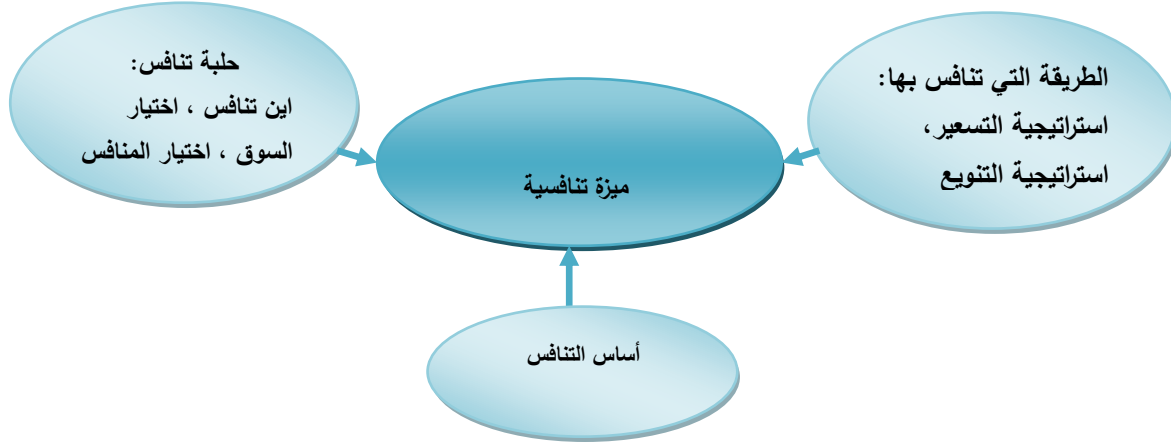 الطريقة التي تنافس بها:
استراتيجية التسعير،
استراتيجية التنويع
حلبة تنافس:
اين تنافس ، اختيار
السوق ، اختيار المنافس
ميزة تنافسية
أساس التنافس